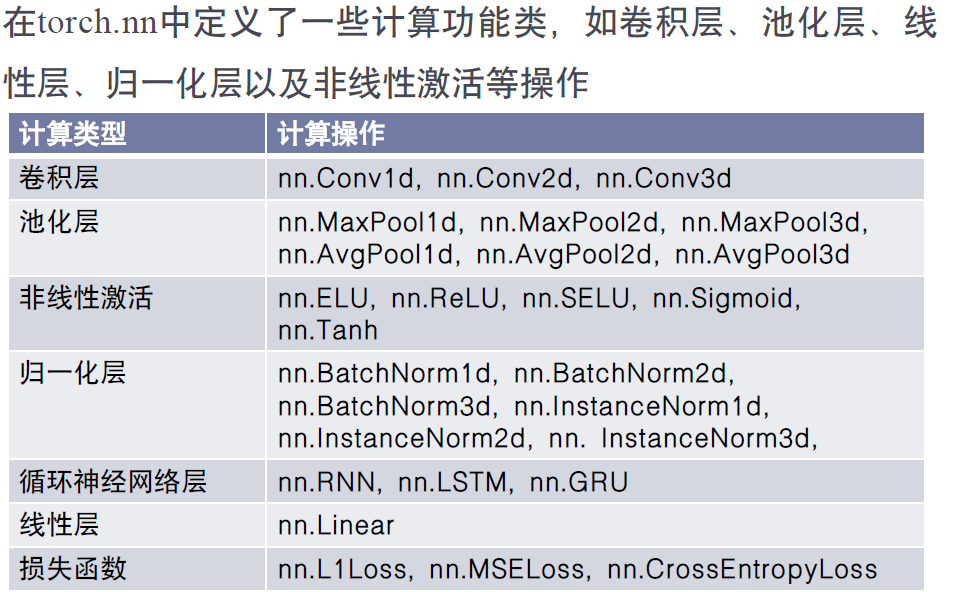 在torch.nn中定义了一些计算功能类，如卷积层、池化层、线
性层、归一化层以及非线性激活等操作
计算类型 计算操作
卷积层 nn.Conv1d, nn.Conv2d, nn.Conv3d
池化层 nn.MaxPool1d, nn.MaxPool2d, nn.MaxPool3d,
nn.AvgPool1d, nn.AvgPool2d, nn.AvgPool3d
非线性激活 nn.ELU, nn.ReLU, nn.SELU, nn.Sigmoid,
nn.Tanh
归一化层 nn.BatchNorm1d, nn.BatchNorm2d,
nn.BatchNorm3d, nn.InstanceNorm1d,
nn.InstanceNorm2d, nn. InstanceNorm3d,
循环神经网络层 nn.RNN, nn.LSTM, nn.GRU
线性层 nn.Linear
损失函数 nn.L1Loss, nn.MSELoss, nn.CrossEntropyLoss